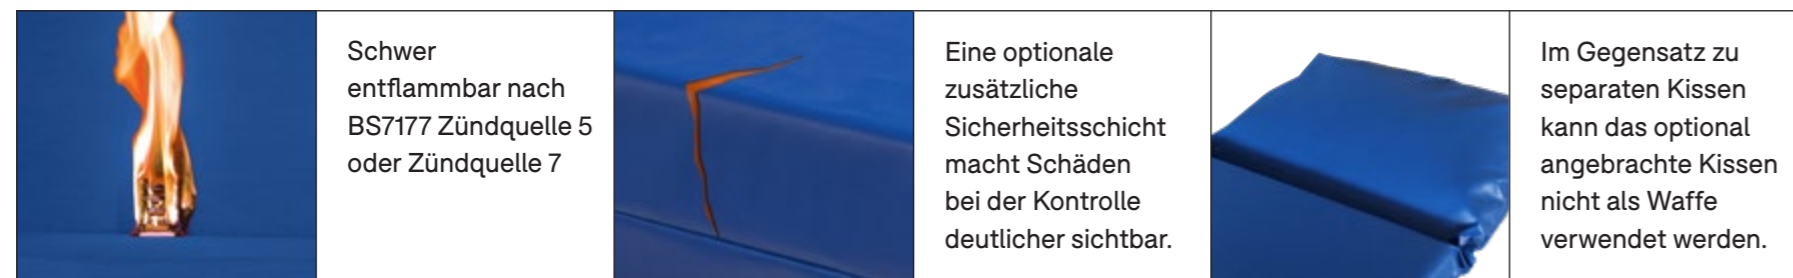 Schwer
entflammbar nach
BS7177 Zündquelle 5
oder Zündquelle 7
Eine optionale
zusätzliche
Sicherheitsschicht
macht Schäden
bei der Kontrolle
deutlicher sichtbar.
Im Gegensatz zu
separaten Kissen
kann das optional
angebrachte Kissen
nicht als Waffe
verwendet werden.